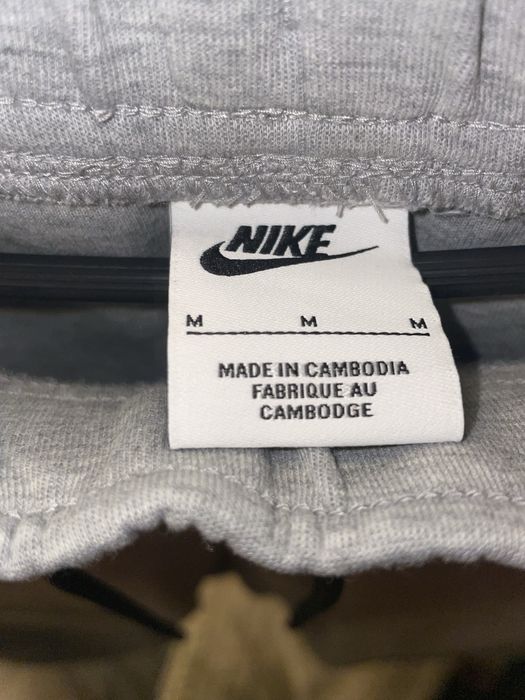 NIKE
M M M
MADE IN CAMBODIA
FABRIQUE AU
CAMBODGE